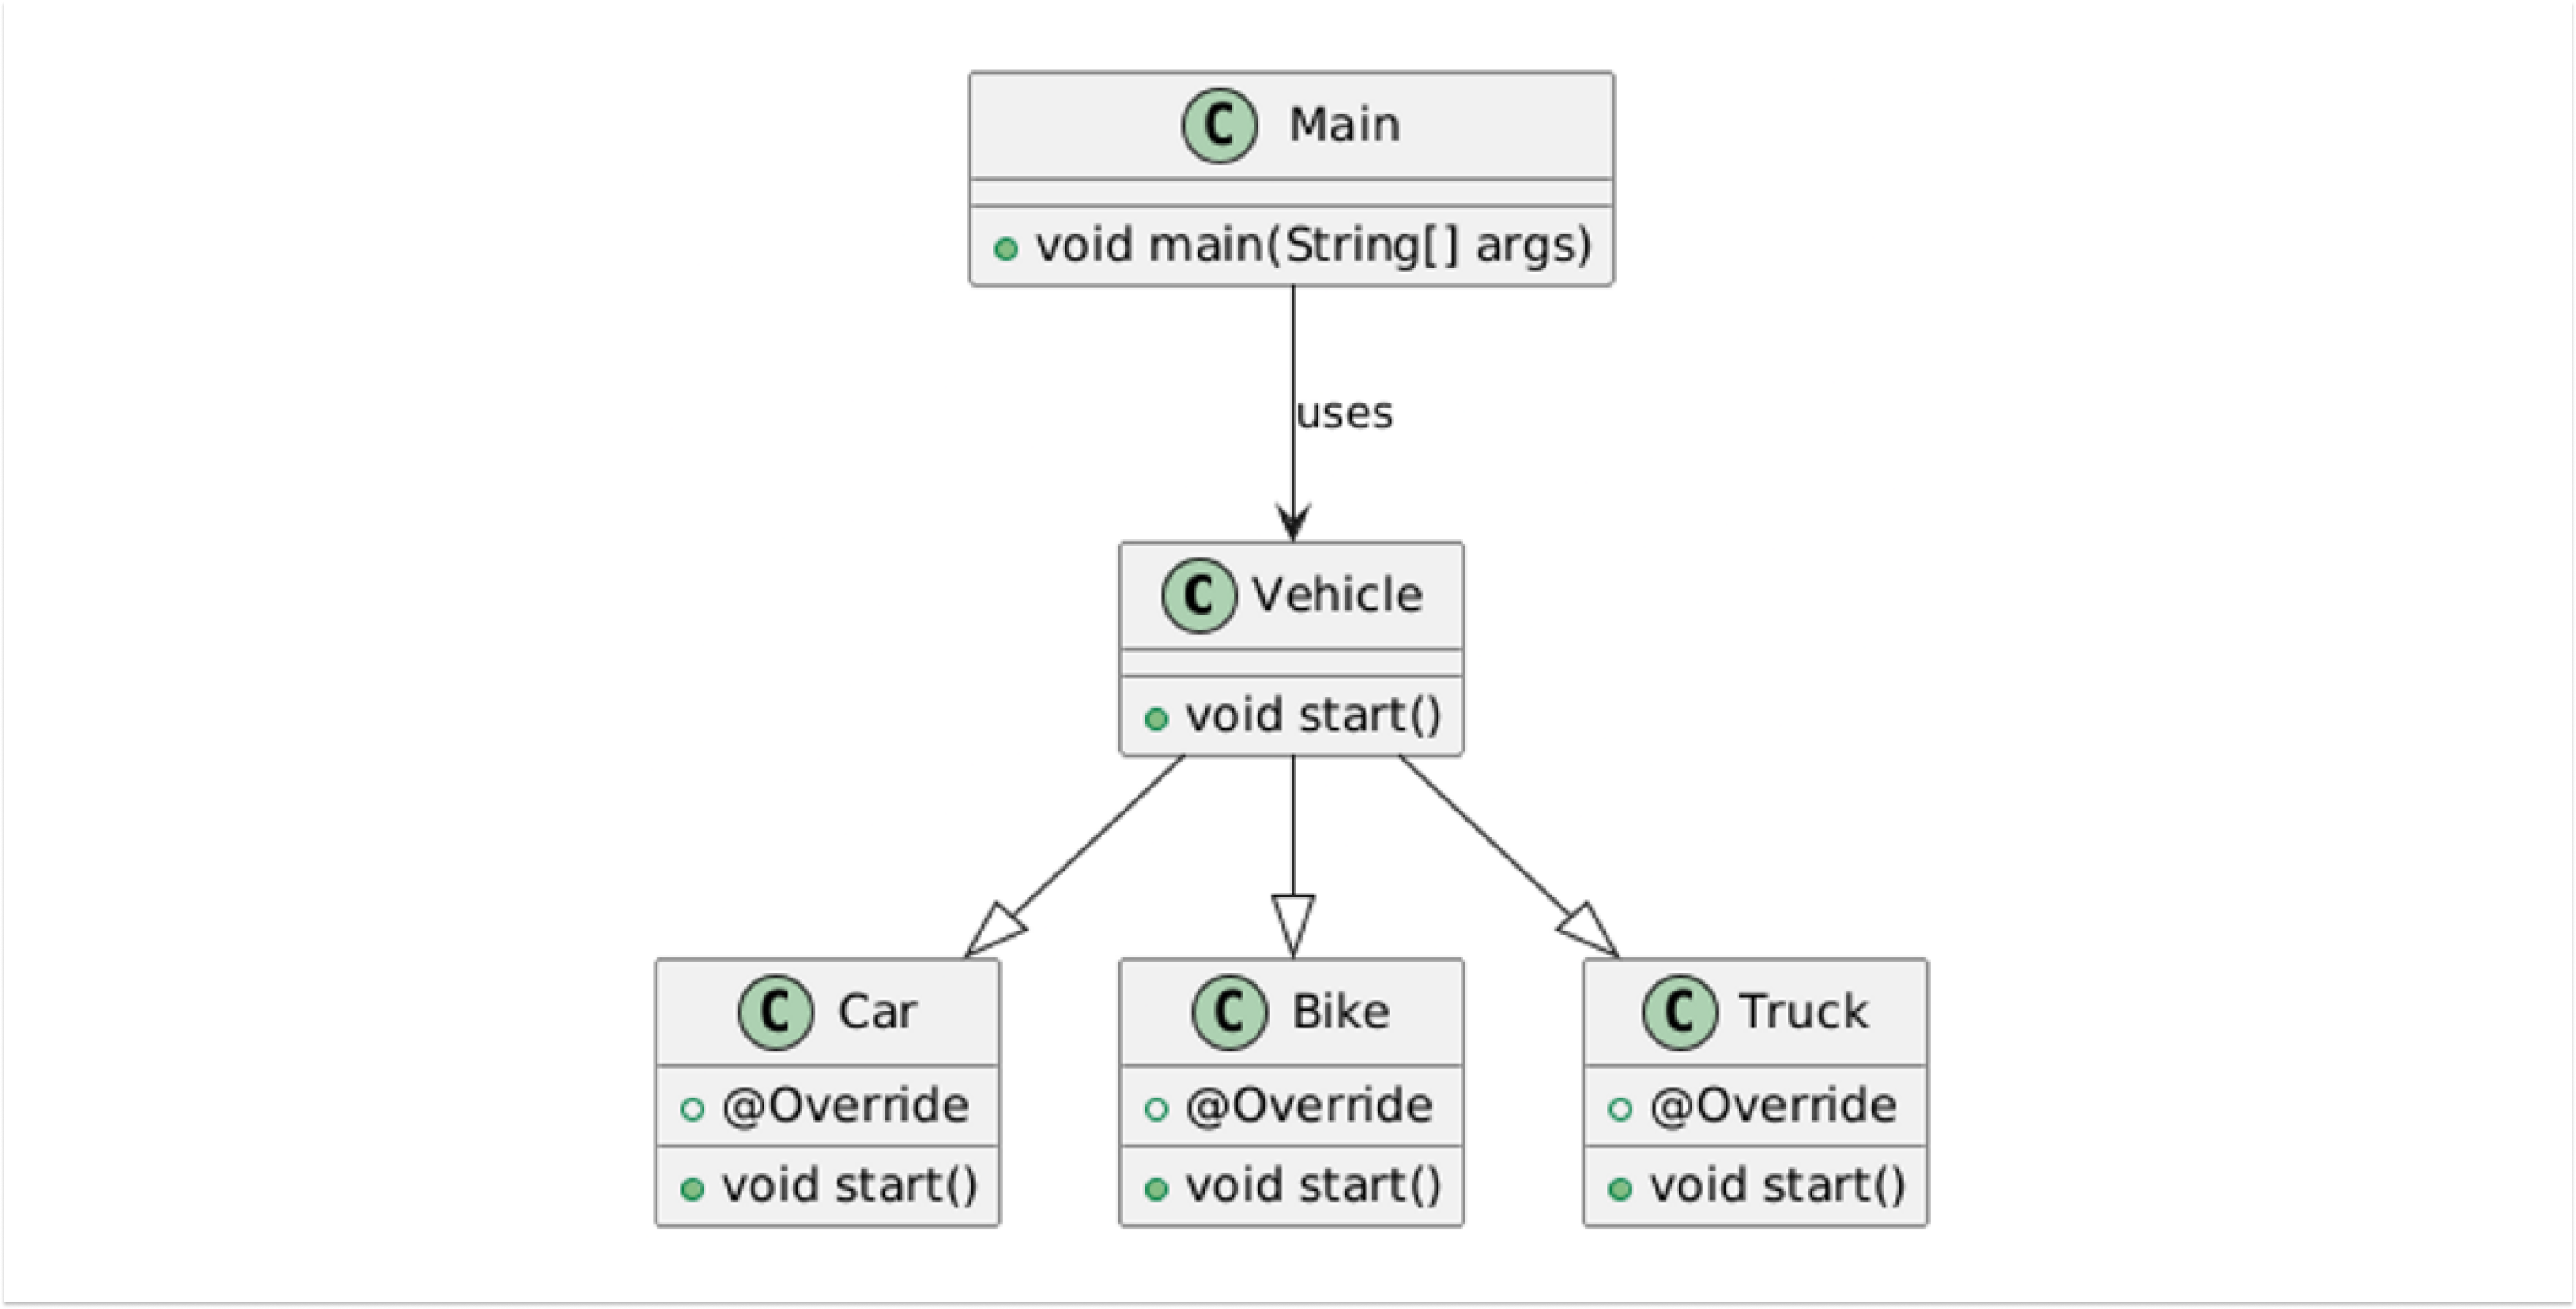 C Main
void main(String[] args)
uses
C Vehicle
void start()
C Car
@Override
void start()
C Bike
@Override
void start()
C Truck
@Override
void start()